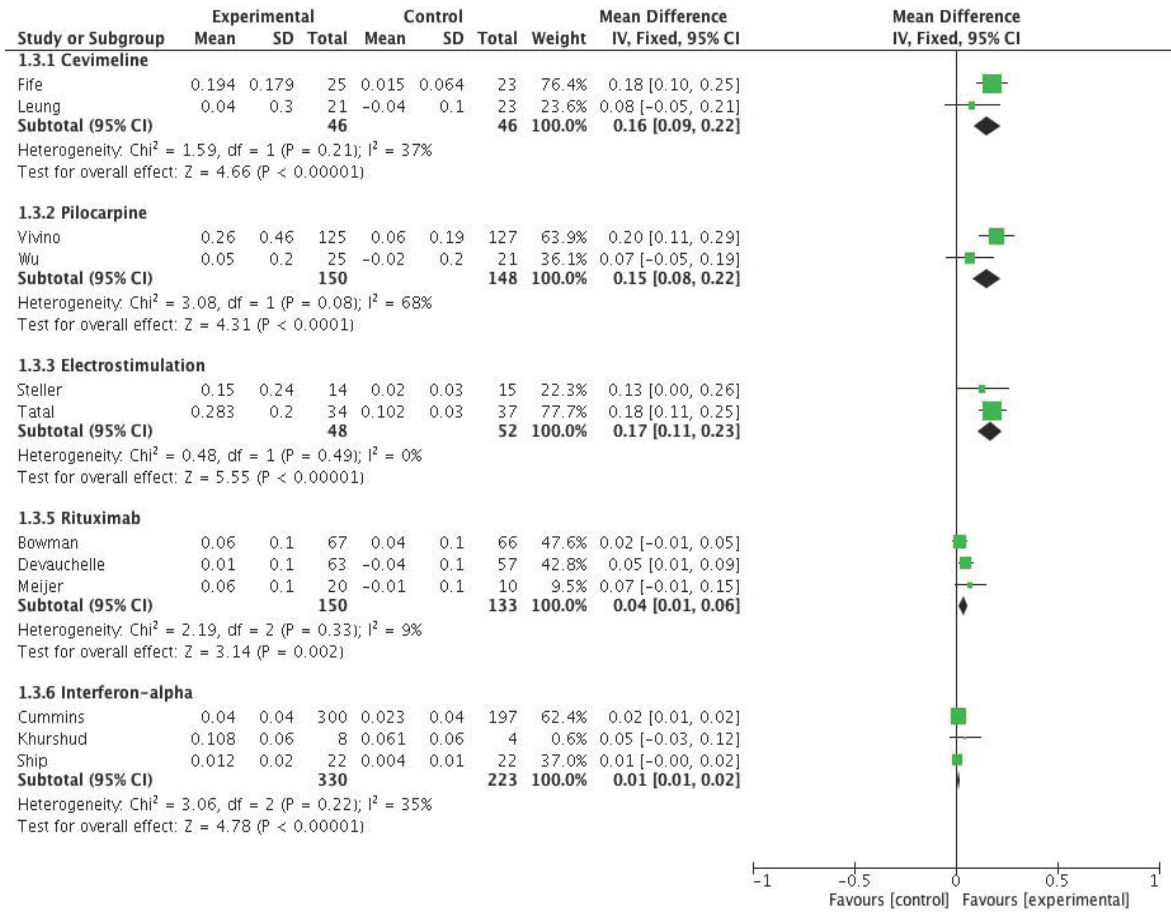 Experimental Control Mean Difference Mean Difference
Study or Subgroup Mean SD Total Mean SD Total Weight IV, Fixed, 95% CI IV, Fixed, 95% CI
1.3.1 Cevimeline
Fife 0.194 0.179 25 0.015 0.064 23 76.4% 0.18 [0.10, 0.25]
Leung 0.04 0.3 21 -0.04 0.1 23 23.6% 0.08 [-0.05, 0.21]
Subtotal (95% CI) 46 46 100.0% 0.16 [0.09, 0.22]
Heterogeneity: Chi² = 1.59, df = 1 (P = 0.21); I² = 37%
Test for overall effect: Z = 4.66 (P < 0.00001)
1.3.2 Pilocarpine
Vivino 0.26 0.46 125 0.06 0.19 127 63.9% 0.20 [0.11, 0.29]
Wu 0.05 0.2 25 -0.02 0.2 21 36.1% 0.07 [-0.05, 0.19]
Subtotal (95% CI) 150 148 100.0% 0.15 [0.08, 0.22]
Heterogeneity: Chi² = 3.08, df = 1 (P = 0.08); I² = 68%
Test for overall effect: Z = 4.31 (P < 0.0001)
1.3.3 Electrostimulation
Steller 0.15 0.24 14 0.02 0.03 15 22.3% 0.13 [0.00, 0.26]
Tatal 0.283 0.2 34 0.102 0.03 37 77.7% 0.18 [0.11, 0.25]
Subtotal (95% CI) 48 52 100.0% 0.17 [0.11, 0.23]
Heterogeneity: Chi² = 0.48, df = 1 (P = 0.49); I² = 0%
Test for overall effect: Z = 5.55 (P < 0.00001)
1.3.5 Rituximab
Bowman 0.06 0.1 67 0.04 0.1 66 47.6% 0.02 [-0.01, 0.05]
Devauchelle 0.01 0.1 63 -0.04 0.1 57 42.8% 0.05 [0.01, 0.09]
Meijer 0.06 0.1 20 -0.01 0.1 10 9.5% 0.07 [-0.01, 0.15]
Subtotal (95% CI) 150 133 100.0% 0.04 [0.01, 0.06]
Heterogeneity: Chi² = 2.19, df = 2 (P = 0.33); I² = 9%
Test for overall effect: Z = 3.14 (P = 0.002)
1.3.6 Interferon-alpha
Cummins 0.04 0.04 300 0.023 0.04 197 62.4% 0.02 [0.01, 0.02]
Khurshud 0.108 0.06 8 0.061 0.06 4 0.6% 0.05 [-0.03, 0.12]
Ship 0.012 0.02 22 0.004 0.01 22 37.0% 0.01 [-0.00, 0.02]
Subtotal (95% CI) 330 223 100.0% 0.01 [0.01, 0.02]
Heterogeneity: Chi² = 3.06, df = 2 (P = 0.22); I² = 35%
Test for overall effect: Z = 4.78 (P < 0.00001)
-1 -0.5 0 0.5 1
Favours [control] Favours [experimental]